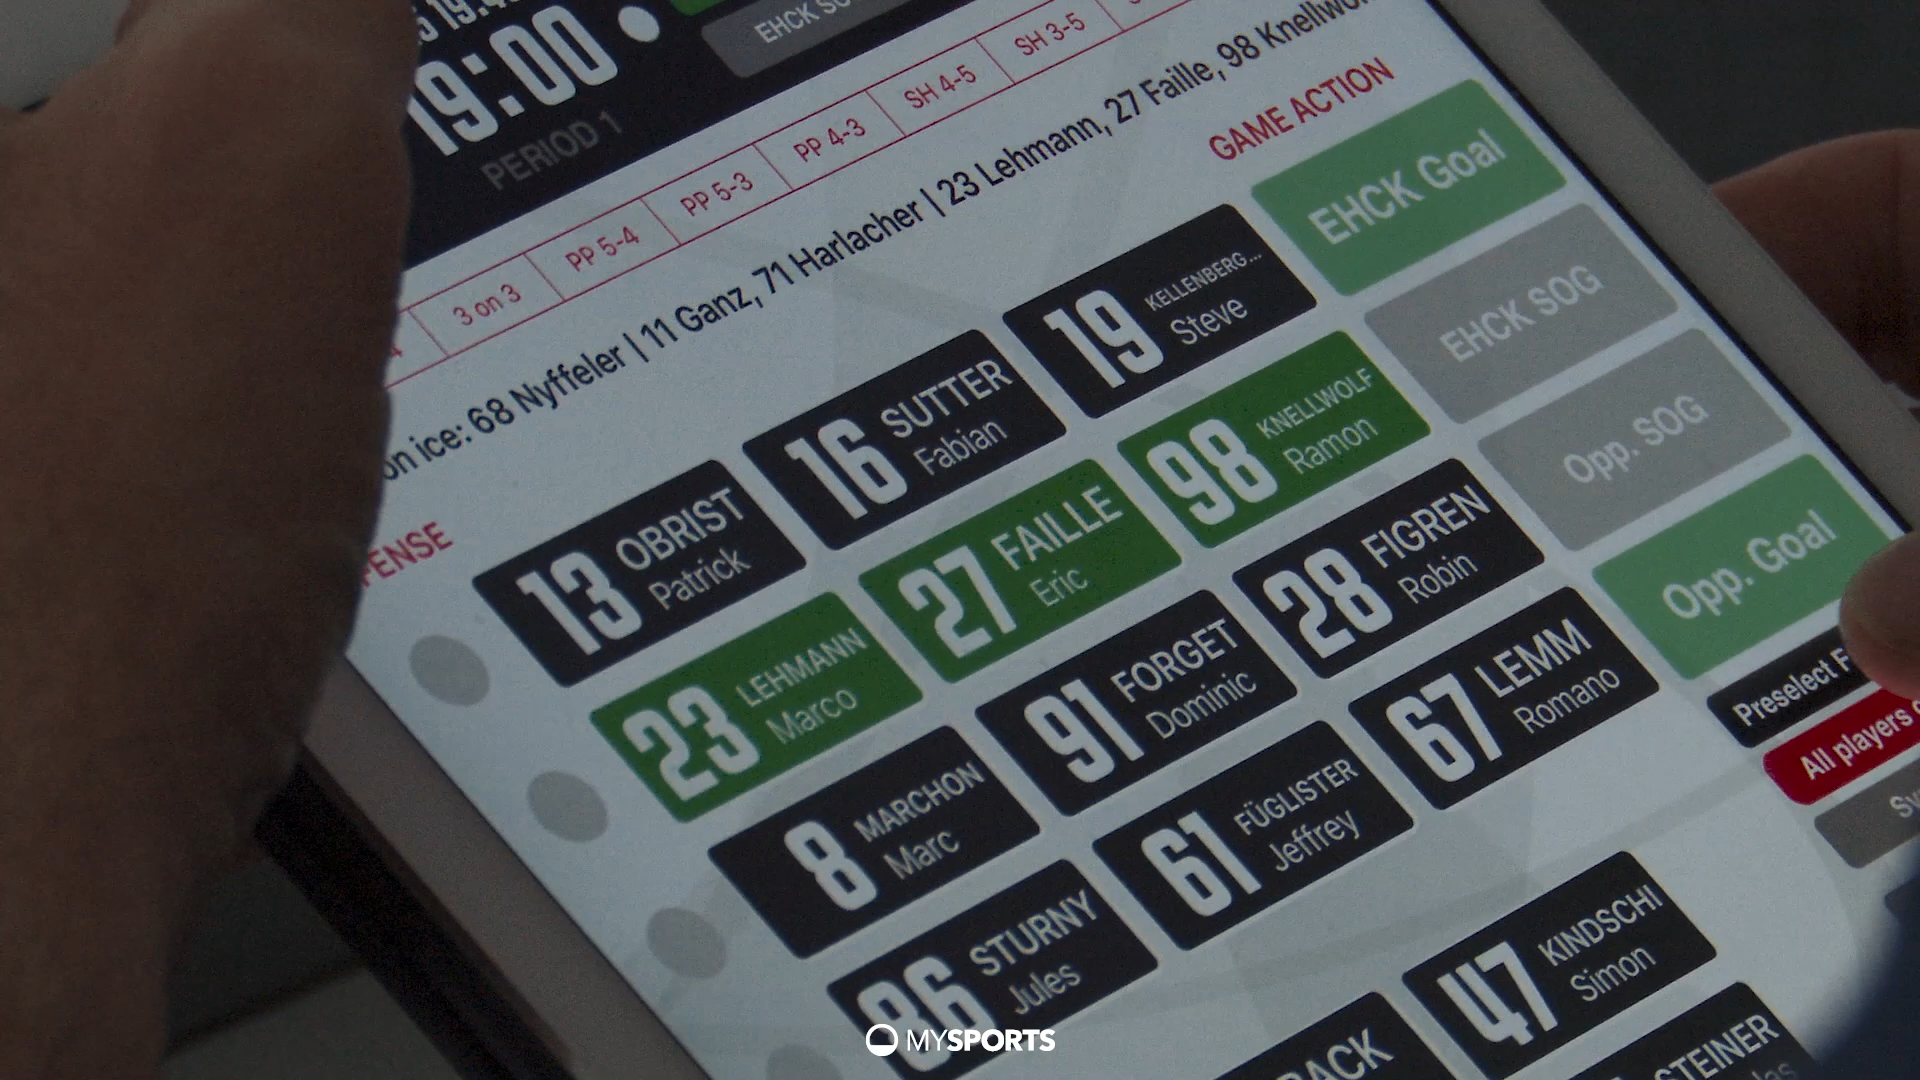 19:00
PERIOD 1
EHCK SO
3 on 3
PP 5-4
PP 5-3
PP 4-3
SH 4-5
SH 3-5
on ice: 68 Nyffeler | 11 Ganz, 71 Harlacher | 23 Lehmann, 27 Faille, 98 Knellwo
GAME ACTION
EHCK Goal
EHCK SOG
Opp. SOG
Opp. Goal
Preselect F
All players
FENSE
13 OBRIST
Patrick
16 SUTTER
Fabian
19 KELLENBERG...
Steve
23 LEHMANN
Marco
27 FAILLE
Eric
98 KNELLWOLF
Ramon
8 MARCHON
Marc
91 FORGET
Dominic
28 FIGREN
Robin
86 STURNY
Jules
61 FÜGLISTER
Jeffrey
67 LEMM
Romano
47 KINDSCHI
Simon
STEINER
MYSPORTS